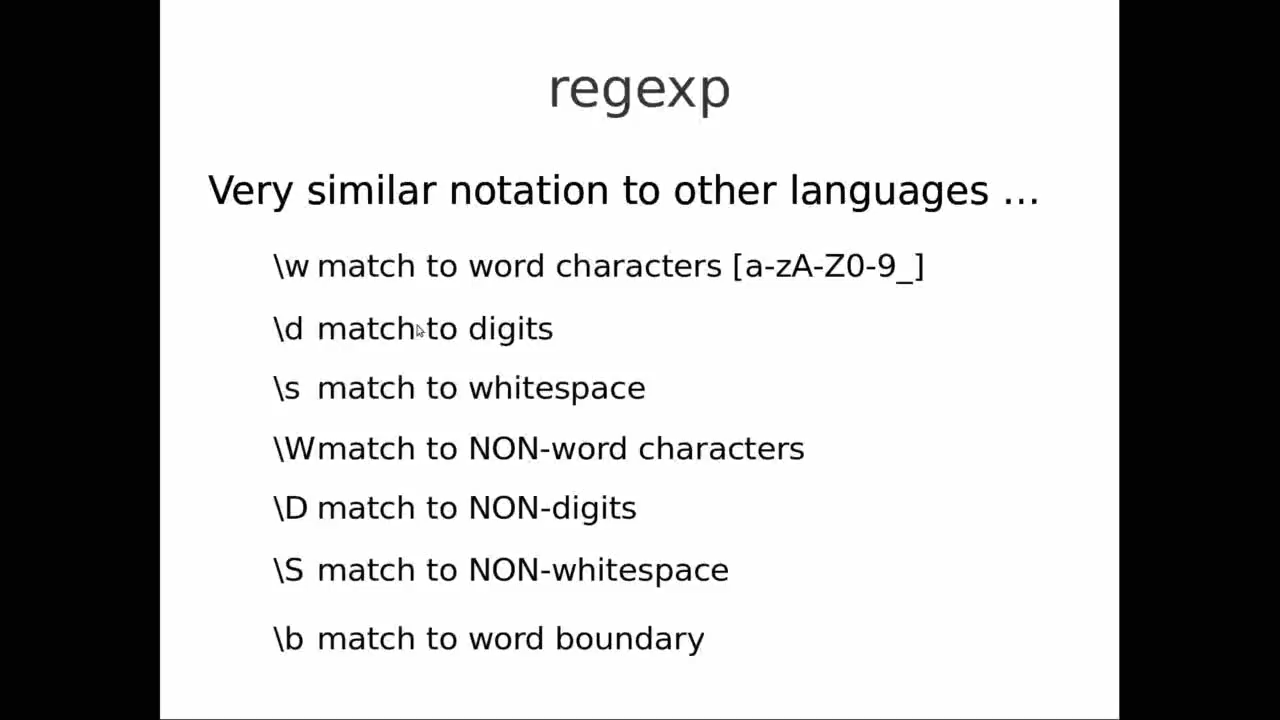 regexp
Very similar notation to other languages ...
\w match to word characters [a-zA-Z0-9_]
\d match to digits
\s match to whitespace
\W match to NON-word characters
\D match to NON-digits
\S match to NON-whitespace
\b match to word boundary